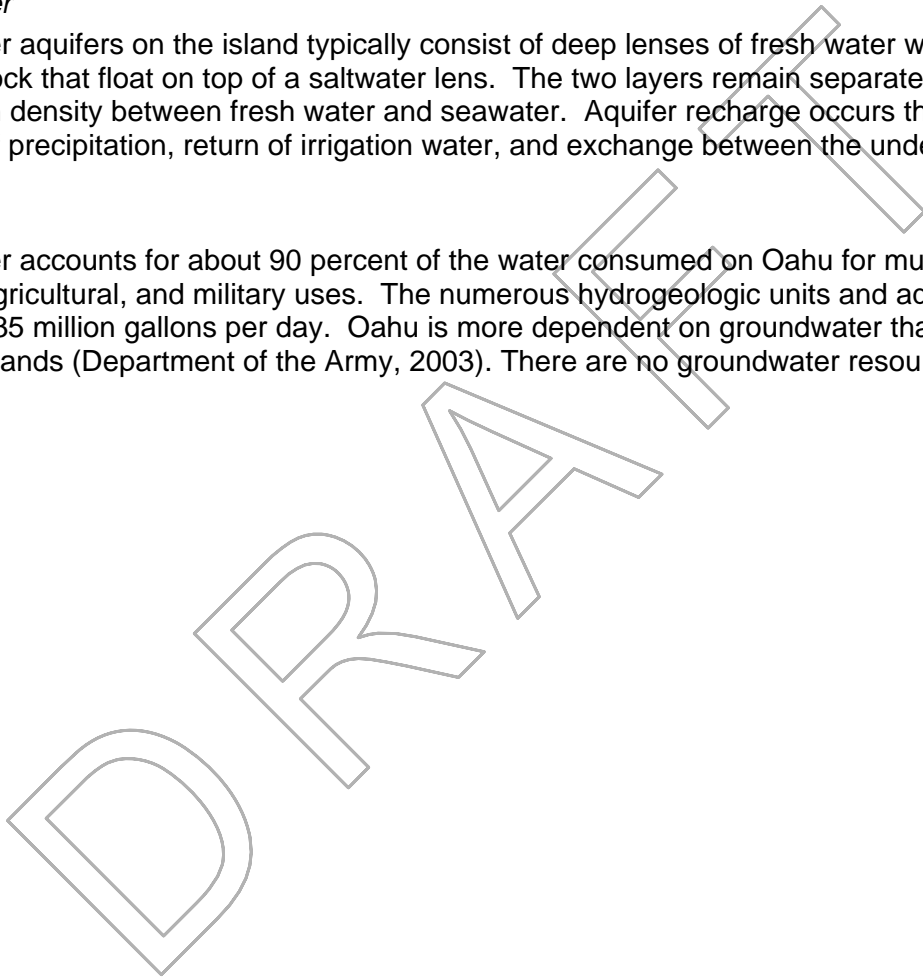 er
er aquifers on the island typically consist of deep lenses of fresh water w
ock that float on top of a saltwater lens.  The two layers remain separate
density between fresh water and seawater.  Aquifer recharge occurs th
precipitation, return of irrigation water, and exchange between the unde
er accounts for about 90 percent of the water consumed on Oahu for mu
gricultural, and military uses.  The numerous hydrogeologic units and ac
35 million gallons per day.  Oahu is more dependent on groundwater tha
ands (Department of the Army, 2003). There are no groundwater resou
DRAFT